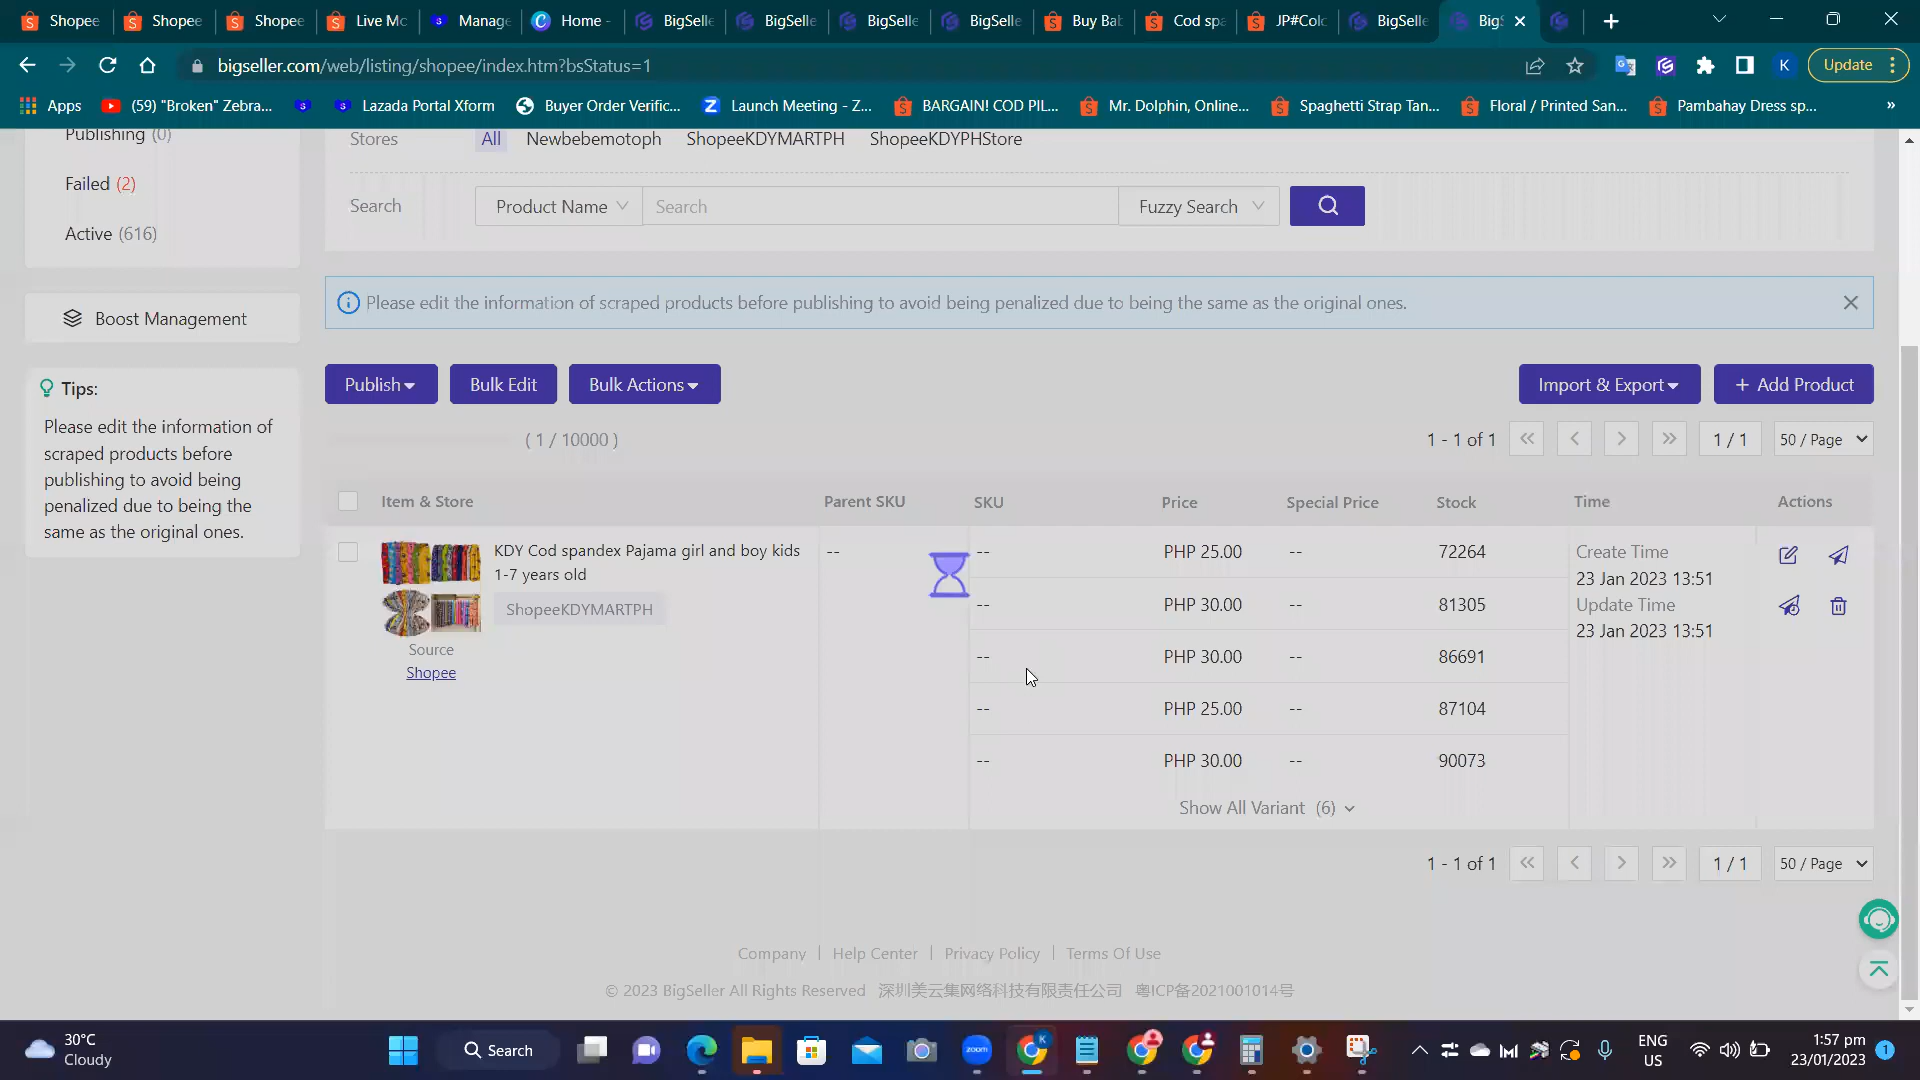 Shopee
Shopee
Shopee
Live Mo
Manage
Home -
BigSelle
BigSelle
BigSelle
BigSelle
Buy Bab
Cod spa
JP#Colo
BigSelle
BigS
bigseller.com/web/listing/shopee/index.htm?bsStatus=1
K
Update
Apps
(59) "Broken" Zebra...
Lazada Portal Xform
Buyer Order Verific...
Launch Meeting - Z...
BARGAIN! COD PIL...
Mr. Dolphin, Online...
Spaghetti Strap Tan...
Floral / Printed San...
Pambahay Dress sp...
»
Publishing (0)
Failed (2)
Active (616)
Boost Management
Tips:
Please edit the information of
scraped products before
publishing to avoid being
penalized due to being the
same as the original ones.
Stores All Newbebemotoph ShopeeKDYMARTPH ShopeeKDYPHStore
Search Product Name Search Fuzzy Search
Please edit the information of scraped products before publishing to avoid being penalized due to being the same as the original ones.
Publish Bulk Edit Bulk Actions Import & Export + Add Product
( 1 / 10000 ) 1 - 1 of 1 1 / 1 50 / Page
Item & Store Parent SKU SKU Price Special Price Stock Time Actions
KDY Cod spandex Pajama girl and boy kids
1-7 years old
ShopeeKDYMARTPH
Source
Shopee
--
-- PHP 25.00 -- 72264
-- PHP 30.00 -- 81305
-- PHP 30.00 -- 86691
-- PHP 25.00 -- 87104
-- PHP 30.00 -- 90073
Show All Variant (6)
Create Time
23 Jan 2023 13:51
Update Time
23 Jan 2023 13:51
1 - 1 of 1 1 / 1 50 / Page
Company | Help Center | Privacy Policy | Terms Of Use
© 2023 BigSeller All Rights Reserved 深圳美云集网络科技有限责任公司 粤ICP备2021001014号
30°C
Cloudy
Search
zoom
K
ENG
US
1:57 pm
23/01/2023
1